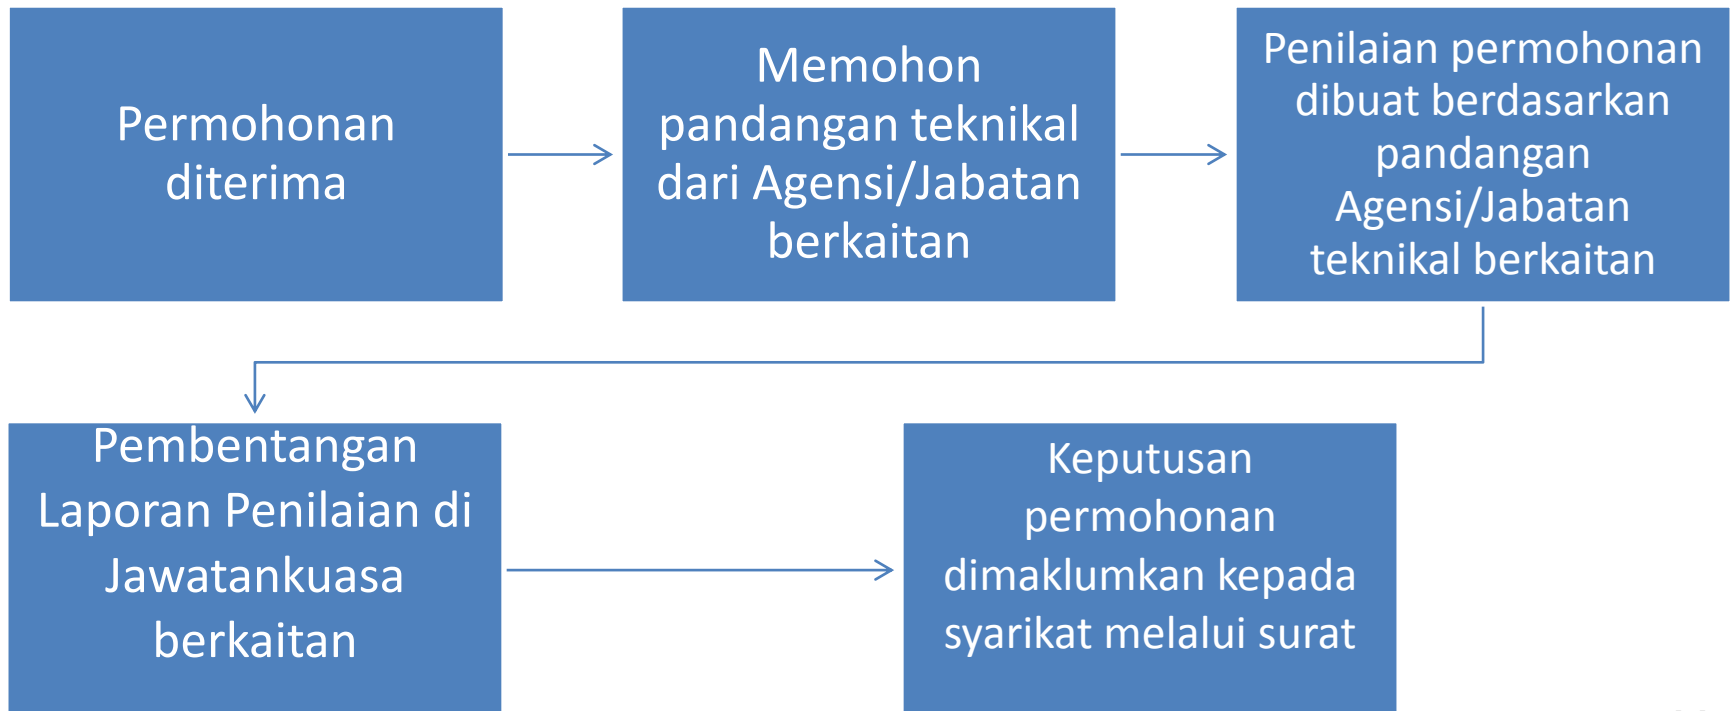 Permohonan
diterima
Memohon
pandangan teknikal
dari Agensi/Jabatan
berkaitan
Penilaian permohonan
dibuat berdasarkan
pandangan
Agensi/Jabatan
teknikal berkaitan
Pembentangan
Laporan Penilaian di
Jawatankuasa
berkaitan
Keputusan
permohonan
dimaklumkan kepada
syarikat melalui surat